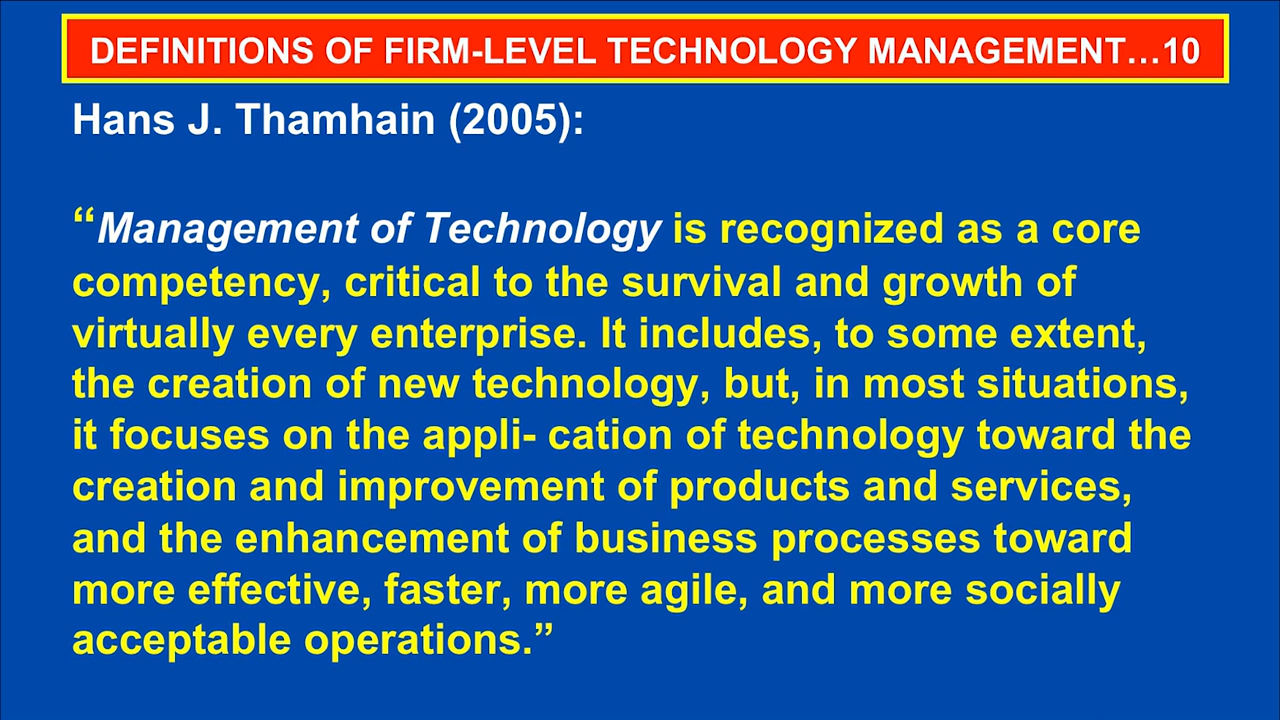 DEFINITIONS OF FIRM-LEVEL TECHNOLOGY MANAGEMENT…10
Hans J. Thamhain (2005):
“Management of Technology is recognized as a core
competency, critical to the survival and growth of
virtually every enterprise. It includes, to some extent,
the creation of new technology, but, in most situations,
it focuses on the appli- cation of technology toward the
creation and improvement of products and services,
and the enhancement of business processes toward
more effective, faster, more agile, and more socially
acceptable operations.”